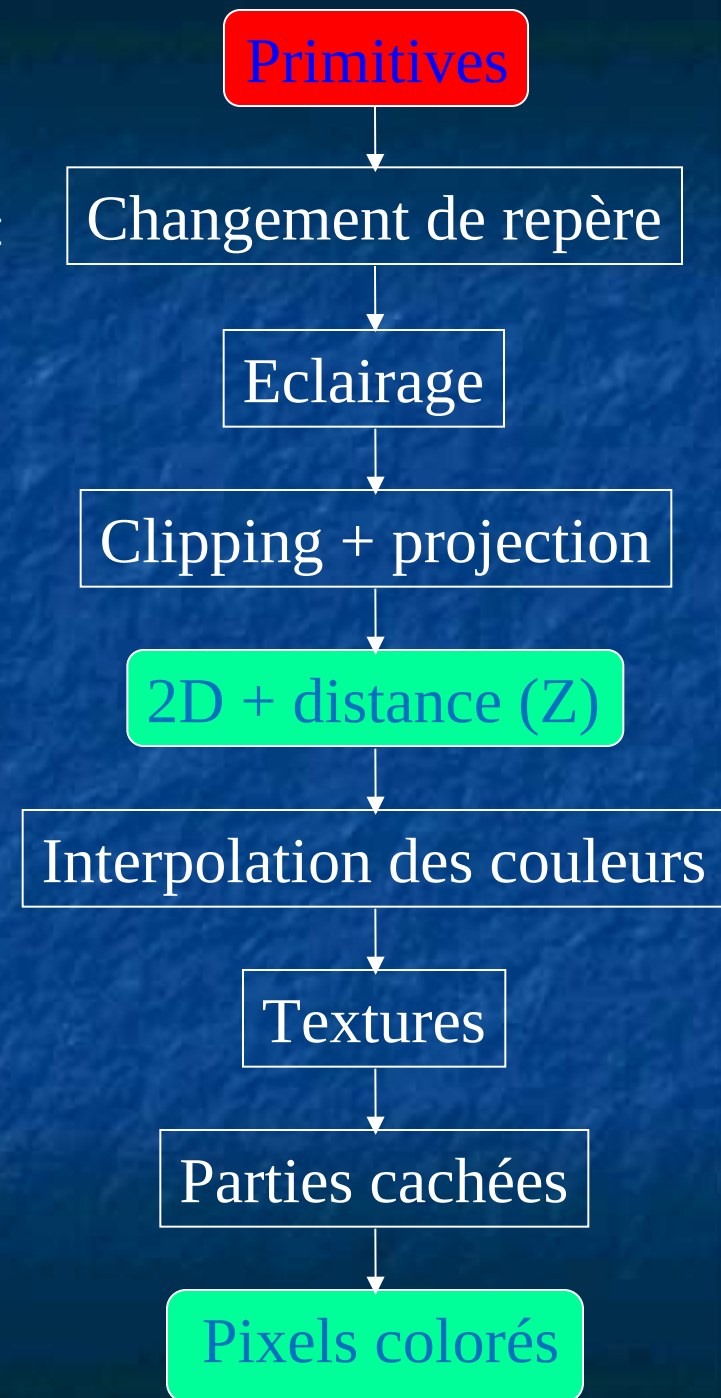 Primitives
Changement de repère
Eclairage
Clipping + projection
2D + distance (Z)
Interpolation des couleurs
Textures
Parties cachées
Pixels colorés